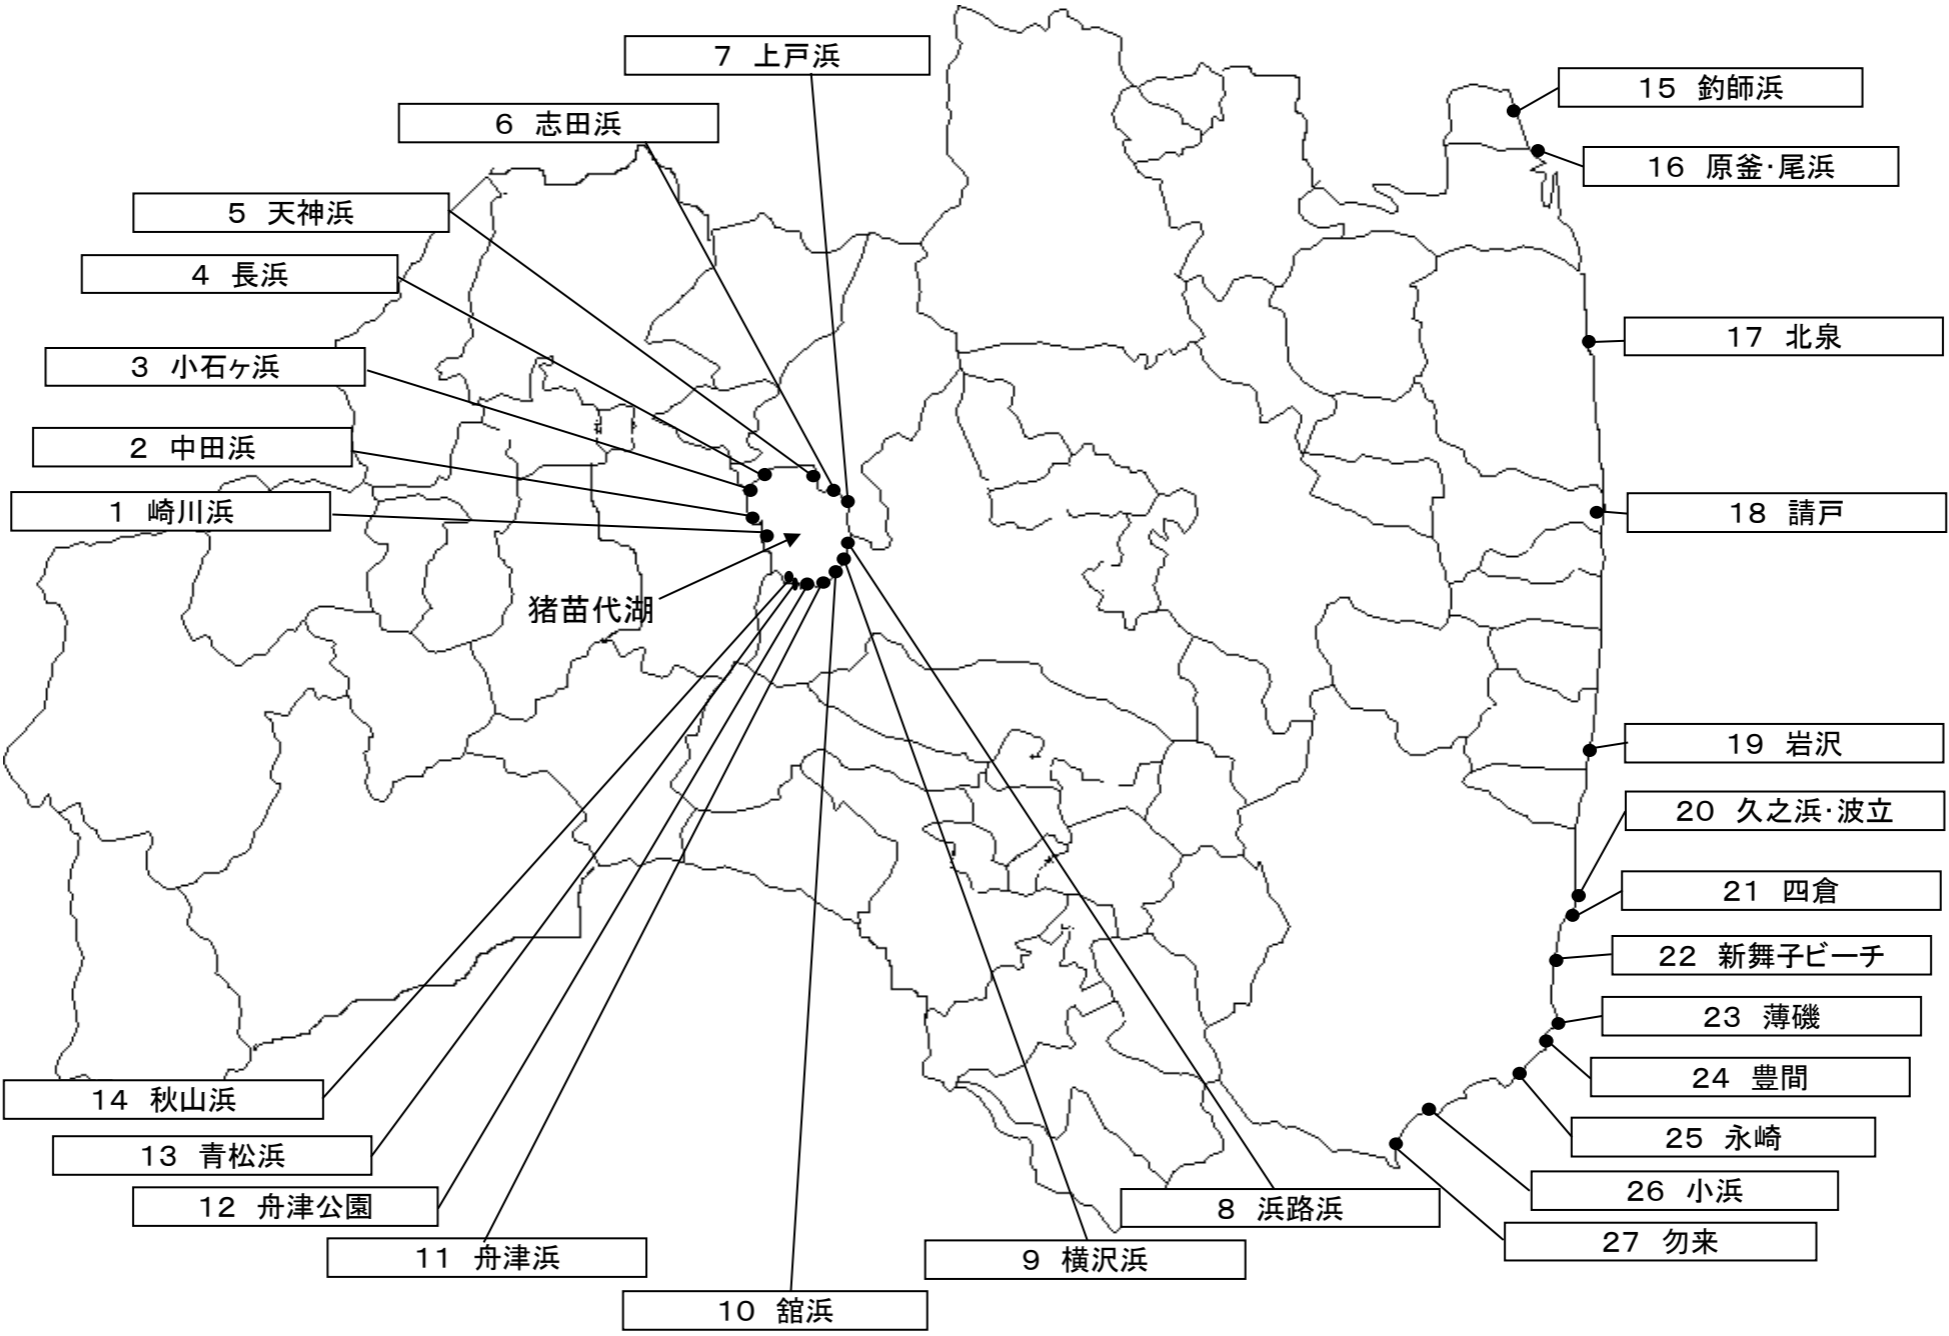 7 上戸浜
6 志田浜
5 天神浜
4 長浜
3 小石ヶ浜
2 中田浜
1 崎川浜
猪苗代湖
14 秋山浜
13 青松浜
12 舟津公園
11 舟津浜
10 舘浜
9 横沢浜
8 浜路浜
15 釣師浜
16 原釜・尾浜
17 北泉
18 請戸
19 岩沢
20 久之浜・波立
21 四倉
22 新舞子ビーチ
23 薄磯
24 豊間
25 永崎
26 小浜
27 勿来